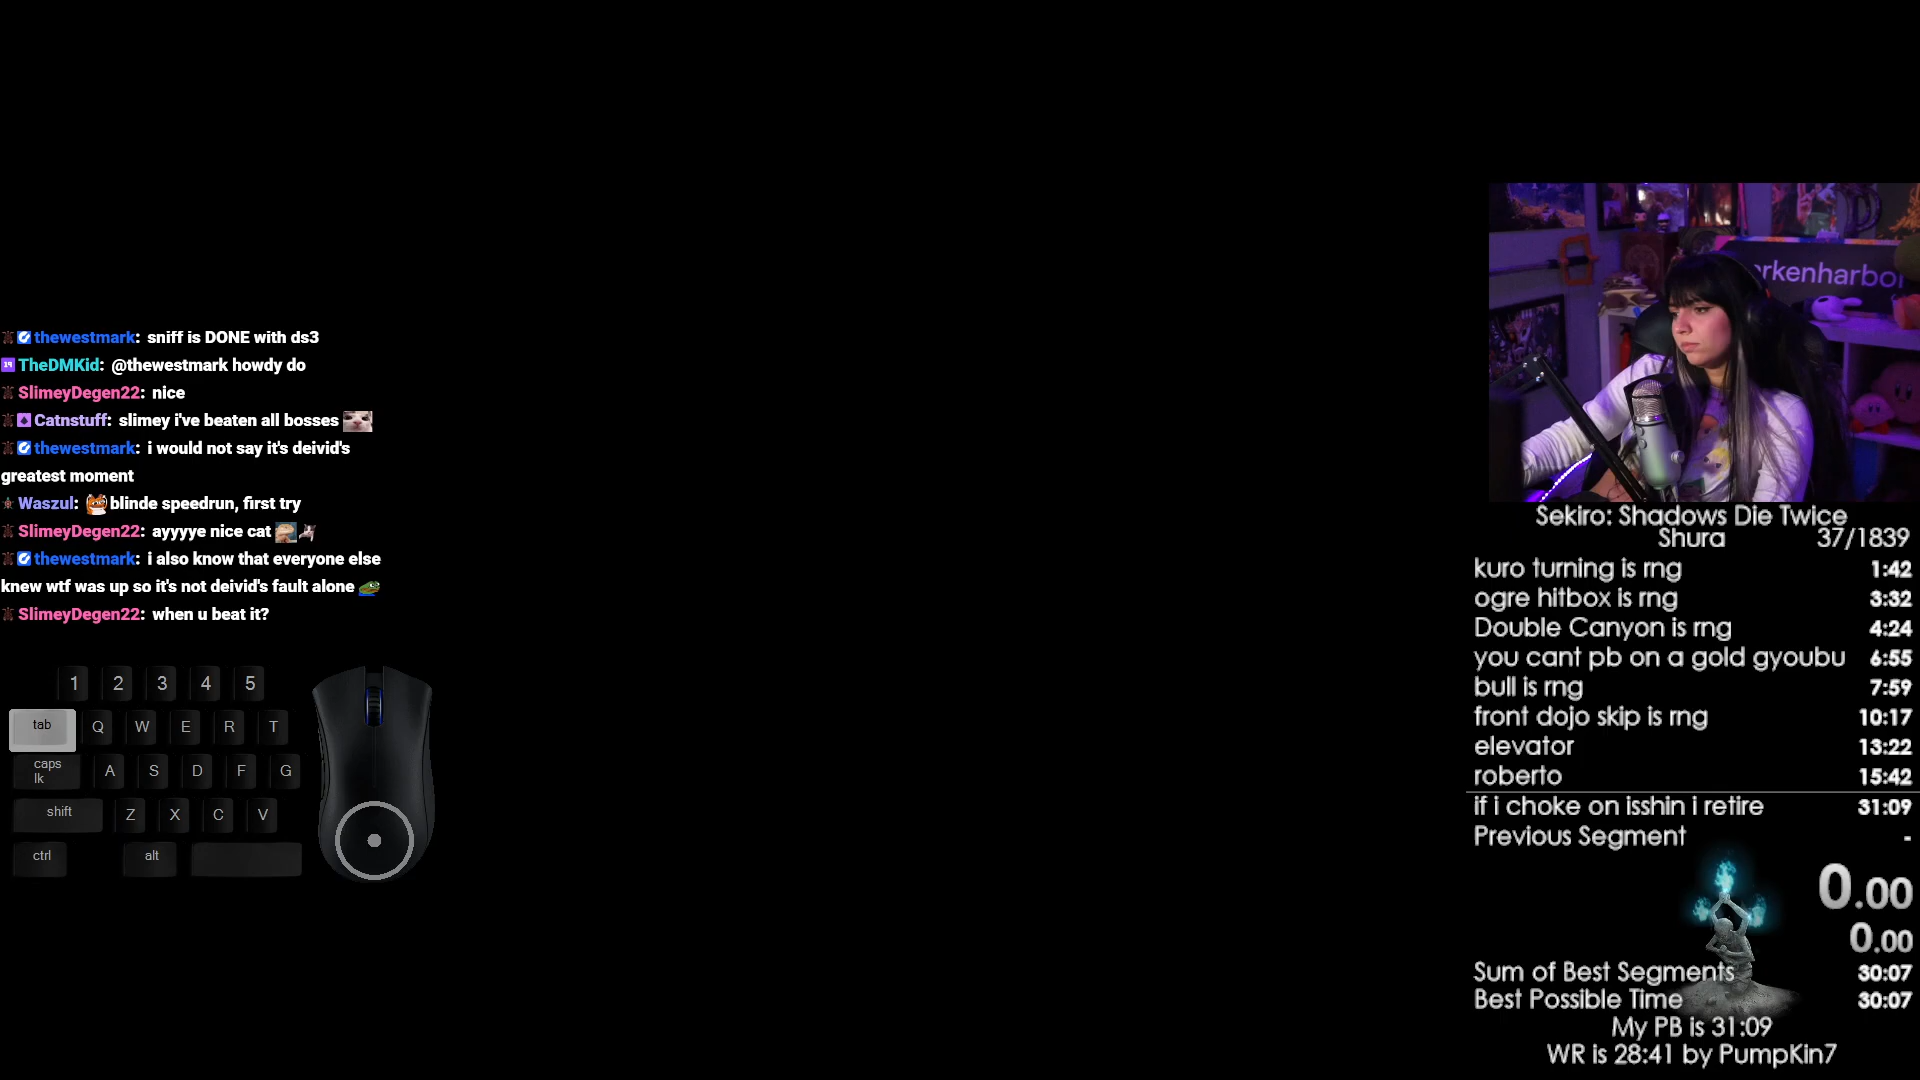 thewestmark: sniff is DONE with ds3
TheDMKid: @thewestmark howdy do
SlimeyDegen22: nice
Catnstuff: slimey i've beaten all bosses
thewestmark: i would not say it's deivid's
greatest moment
Waszul: blinde speedrun, first try
SlimeyDegen22: ayyyye nice cat
thewestmark: i also know that everyone else
knew wtf was up so it's not deivid's fault alone
SlimeyDegen22: when u beat it?
1 2 3 4 5
tab Q W E R T
caps
lk
A S D F G
shift Z X C V
ctrl alt
rkenharbo
Sekiro: Shadows Die Twice
Shura 37/1839
kuro turning is rng 1:42
ogre hitbox is rng 3:32
Double Canyon is rng 4:24
you cant pb on a gold gyoubu 6:55
bull is rng 7:59
front dojo skip is rng 10:17
elevator 13:22
roberto 15:42
if i choke on isshin i retire 31:09
Previous Segment -
0.00
0.00
Sum of Best Segments 30:07
Best Possible Time 30:07
My PB is 31:09
WR is 28:41 by PumpKin7